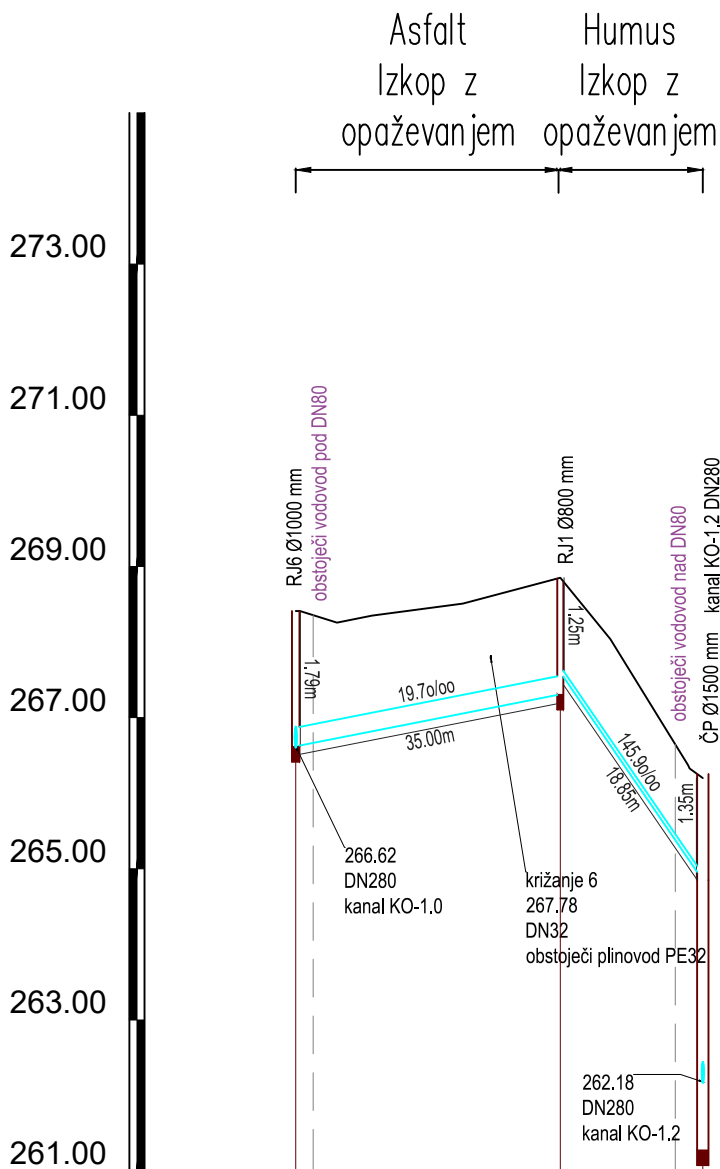 Asfalt
Izkop z
opaževanjem
Humus
Izkop z
opaževanjem
273.00
271.00
269.00
267.00
265.00
263.00
261.00
RJ6 Ø1000 mm
obstoječi vodovod pod DN80
RJ1 Ø800 mm
obstoječi vodovod nad DN80
ČP Ø1500 mm kanal KO-1.2 DN280
1.79m
19.7o/oo
35.00m
1.25m
145.9o/oo
18.85m
1.35m
266.62
DN280
kanal KO-1.0
križanje 6
267.78
DN32
obstoječi plinovod PE32
262.18
DN280
kanal KO-1.2